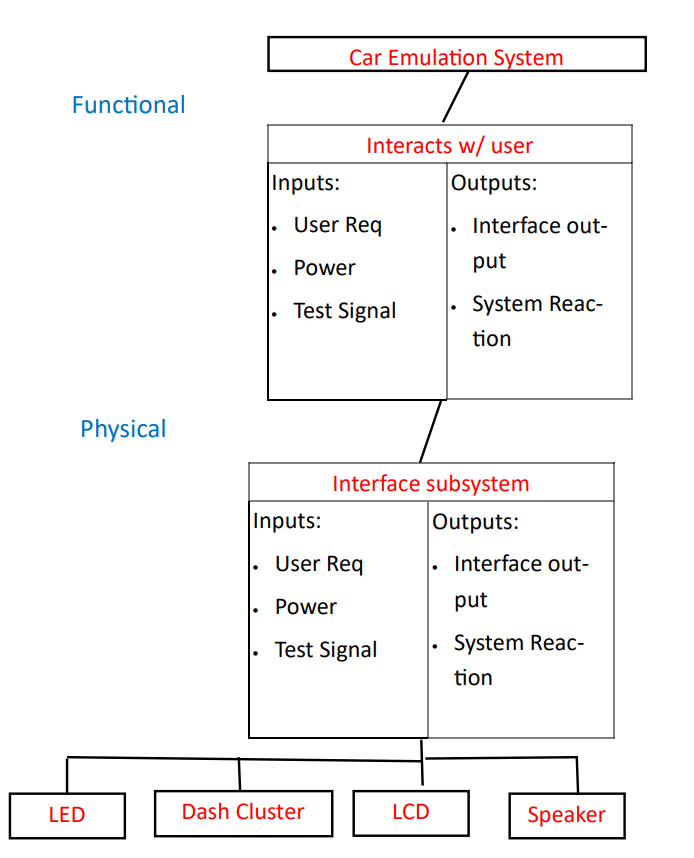 Car Emulation System
Functional
Interacts w/ user
Inputs:
• User Req
• Power
• Test Signal
Outputs:
• Interface out-
put
• System Reac-
tion
Physical
Interface subsystem
Inputs:
• User Req
• Power
• Test Signal
Outputs:
• Interface out-
put
• System Reac-
tion
LED
Dash Cluster
LCD
Speaker